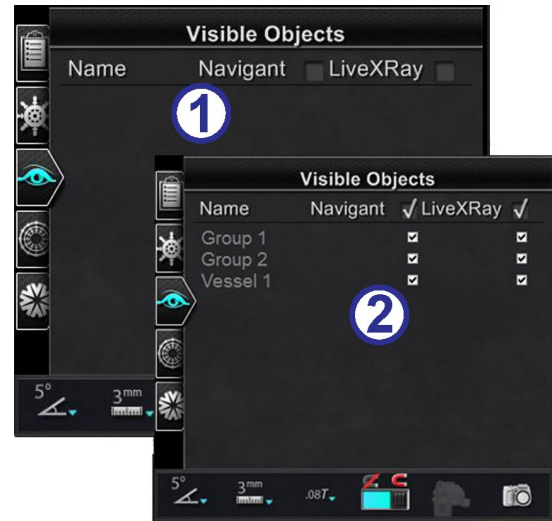 Visible Objects
Name Navigant LiveXRay
1
Visible Objects
Name Navigant LiveXRay
Group 1
Group 2
Vessel 1
2
5° 3mm
5° 3mm .08T